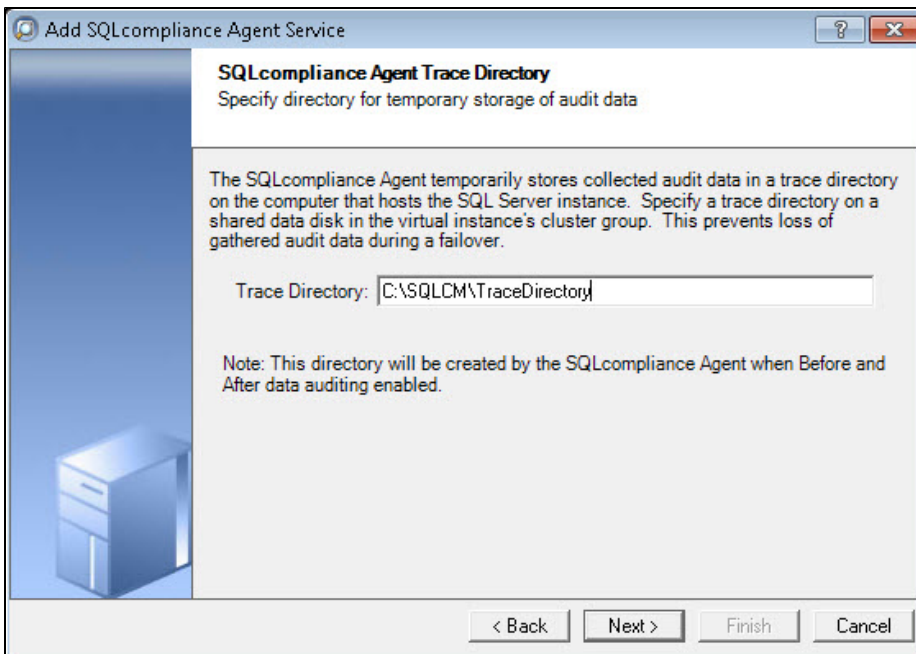 Add SQLcompliance Agent Service
SQLcompliance Agent Trace Directory
Specify directory for temporary storage of audit data
The SQLcompliance Agent temporarily stores collected audit data in a trace directory
on the computer that hosts the SQL Server instance. Specify a trace directory on a
shared data disk in the virtual instance's cluster group. This prevents loss of
gathered audit data during a failover.
Trace Directory: C:\SQLCM\TraceDirectory
Note: This directory will be created by the SQLcompliance Agent when Before and
After data auditing enabled.
< Back Next > Finish Cancel